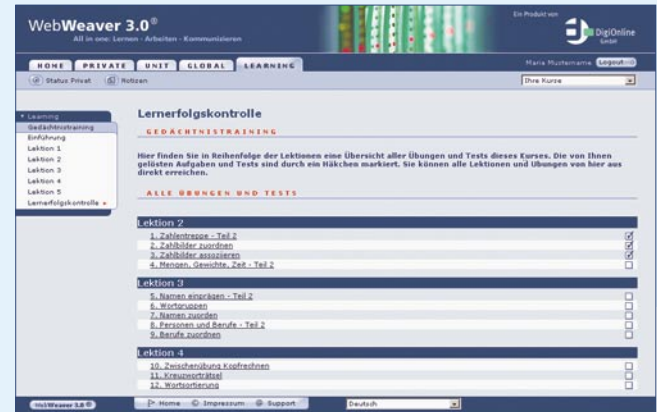 WebWeaver 3.0®
All in one: Lernen - Arbeiten - Kommunizieren
Ein Produkt von
DigiOnline
GmbH
HOME PRIVATE UNIT GLOBAL LEARNING
Maria Mustername Logout
Status Privat Notizen
Ihre Kurse
Learning
Gedächtnistraining
Einführung
Lektion 1
Lektion 2
Lektion 3
Lektion 4
Lektion 5
Lernerfolgskontrolle
Lernerfolgskontrolle
GEDÄCHTNISTRAINING
Hier finden Sie in Reihenfolge der Lektionen eine Übersicht aller Übungen und Tests dieses Kurses. Die von Ihnen
gelösten Aufgaben und Tests sind durch ein Häkchen markiert. Sie können alle Lektionen und Übungen von hier aus
direkt erreichen.
ALLE ÜBUNGEN UND TESTS
Lektion 2
1. Zahlentreppe - Teil 2
2. Zahlbilder zuordnen
3. Zahlbilder assoziieren
4. Mengen, Gewichte, Zeit - Teil 2
Lektion 3
5. Namen einprägen - Teil 2
6. Wortgruppen
7. Namen zuorden
8. Personen und Berufe - Teil 2
9. Berufe zuordnen
Lektion 4
10. Zwischenübung Kopfrechnen
11. Kreuzworträtsel
12. Wortsortierung
WebWeaver 3.0 ®
Home © Impressum @ Support
Deutsch